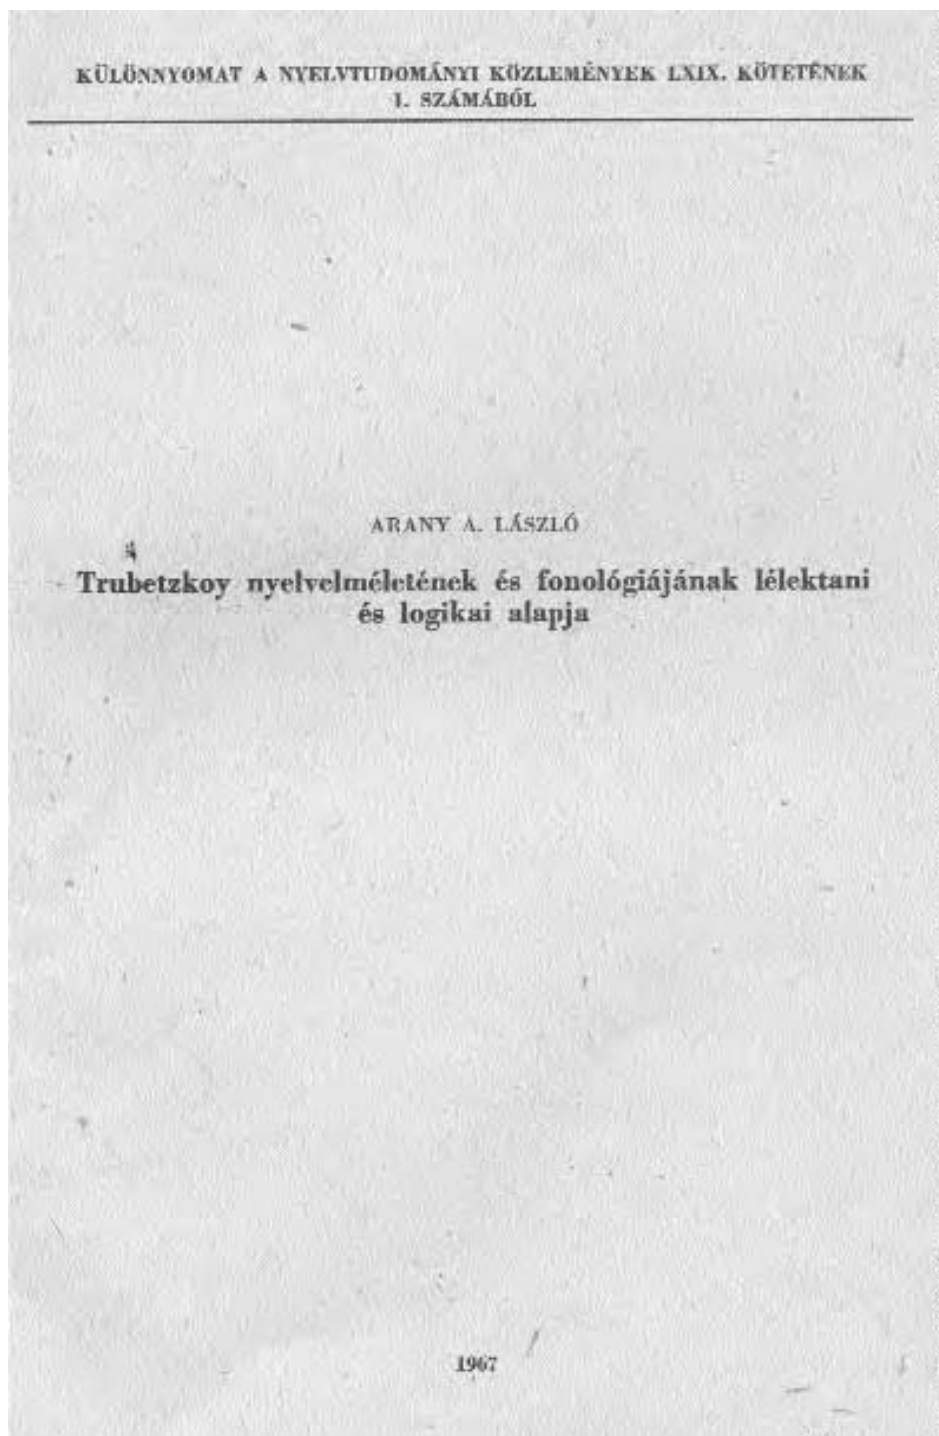 KÜLÖNNYOMAT A NYELVTUDOMÁNYI KÖZLEMÉNYEK LXIX. KÖTETÉNEK
1. SZÁMÁBÓL
ARANY A. LÁSZLÓ
Trubetzkoy nyelvelméletének és fonológiájának lélektani
és logikai alapja
1967